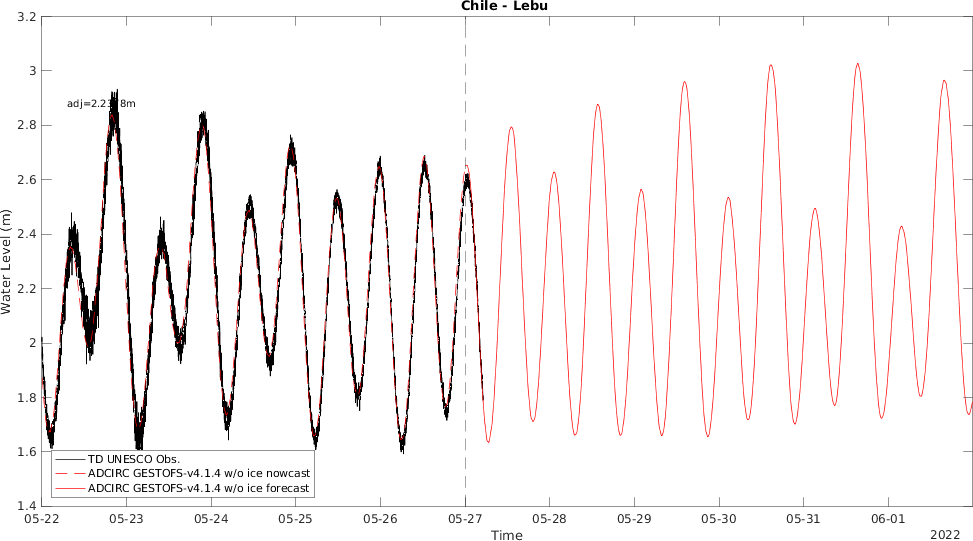 Chile - Lebu
3.2
3
2.8
2.6
2.4
2.2
2
1.8
1.6
1.4
Water Level (m)
TD UNESCO Obs.
ADCIRC GESTOFS-v4.1.4 w/o ice nowcast
ADCIRC GESTOFS-v4.1.4 w/o ice forecast
05-22 05-23 05-24 05-25 05-26 05-27 05-28 05-29 05-30 05-31 06-01
Time
2022